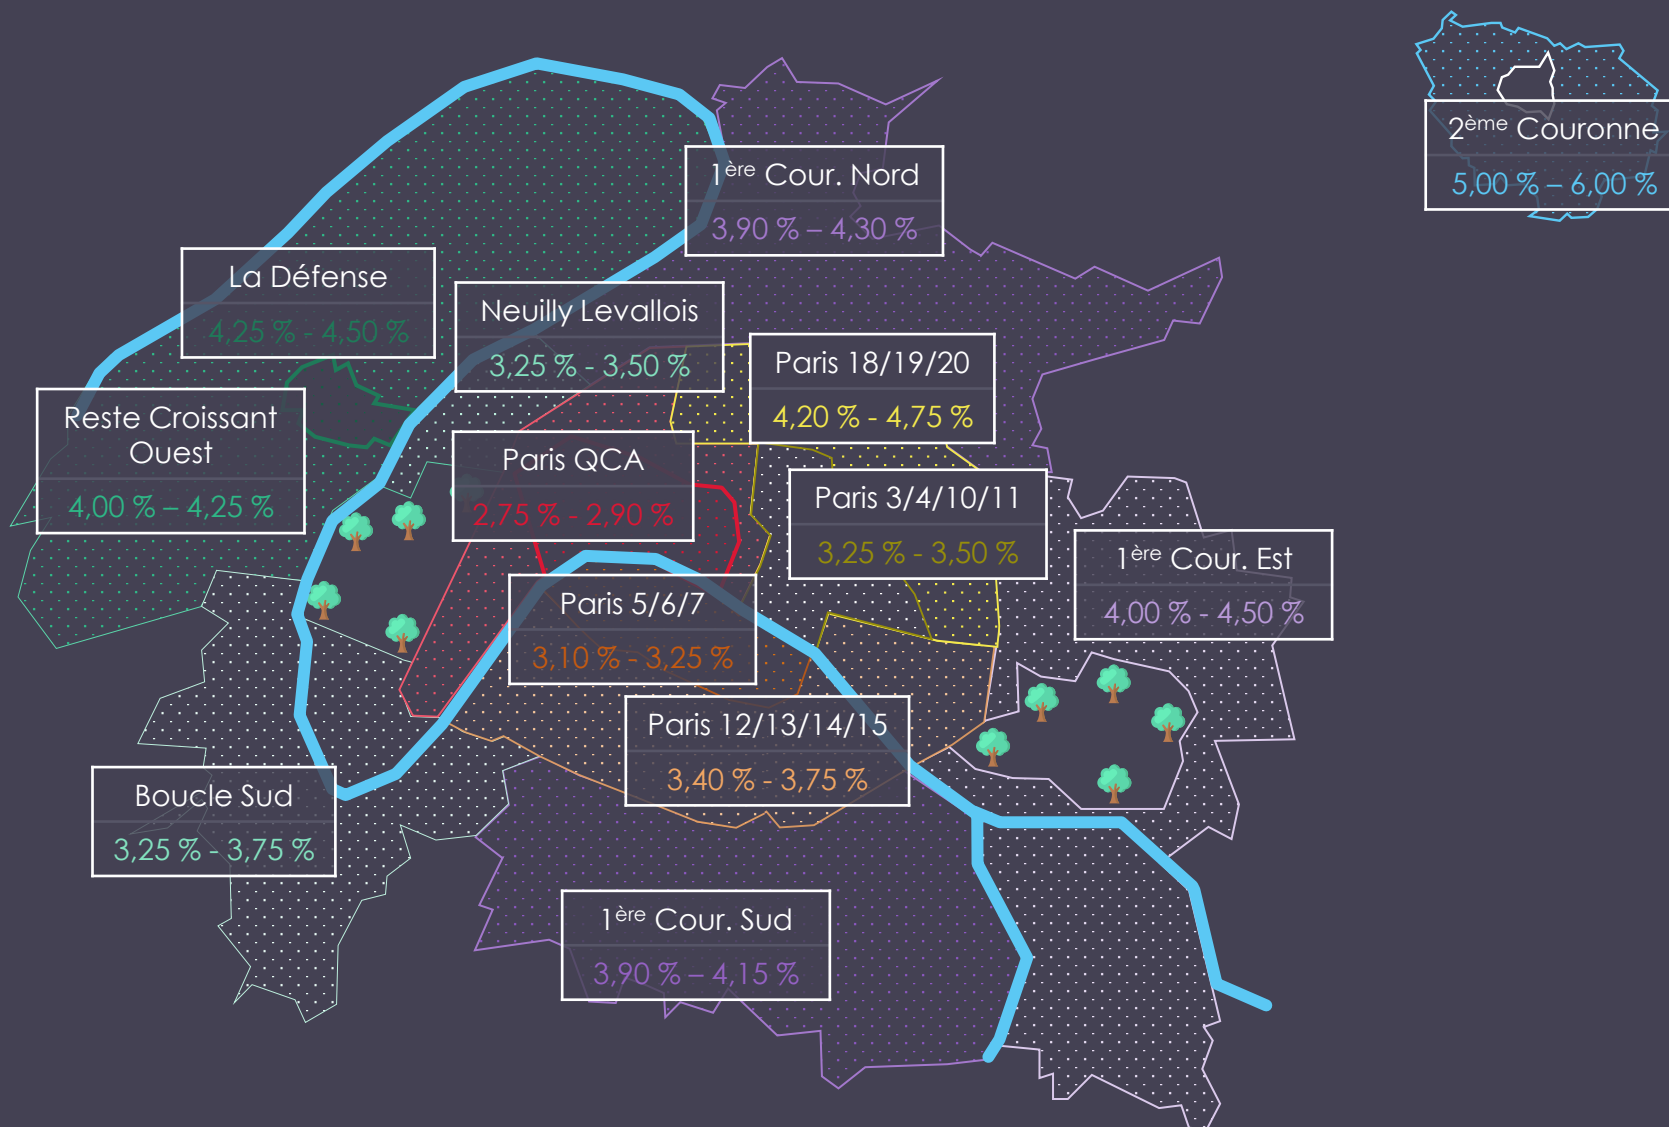 2ème Couronne
5,00 % – 6,00 %
1ère Cour. Nord
3,90 % – 4,30 %
La Défense
4,25 % - 4,50 %
Neuilly Levallois
3,25 % - 3,50 %
Paris 18/19/20
4,20 % - 4,75 %
Reste Croissant
Ouest
4,00 % – 4,25 %
Paris QCA
2,75 % - 2,90 %
Paris 3/4/10/11
3,25 % - 3,50 %
1ère Cour. Est
4,00 % - 4,50 %
Paris 5/6/7
3,10 % - 3,25 %
Paris 12/13/14/15
3,40 % - 3,75 %
Boucle Sud
3,25 % - 3,75 %
1ère Cour. Sud
3,90 % – 4,15 %